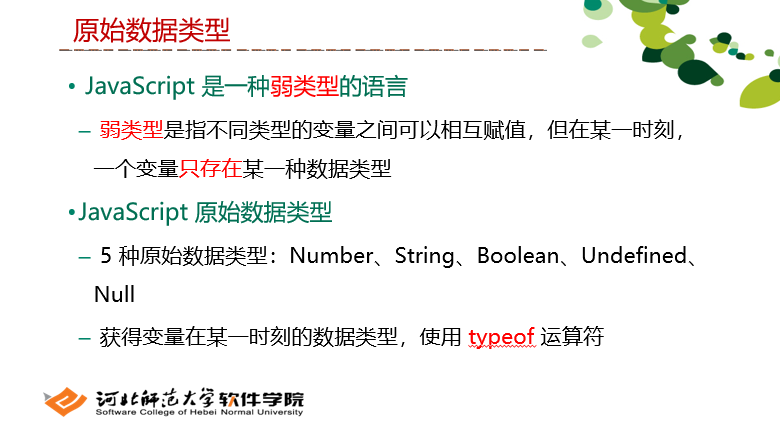 原始数据类型
• JavaScript 是一种弱类型的语言
– 弱类型是指不同类型的变量之间可以相互赋值，但在某一时刻，
一个变量只存在某一种数据类型
•JavaScript 原始数据类型
– 5 种原始数据类型：Number、String、Boolean、Undefined、
Null
– 获得变量在某一时刻的数据类型，使用 typeof 运算符
河北师范大学软件学院
Software College of Hebei Normal University